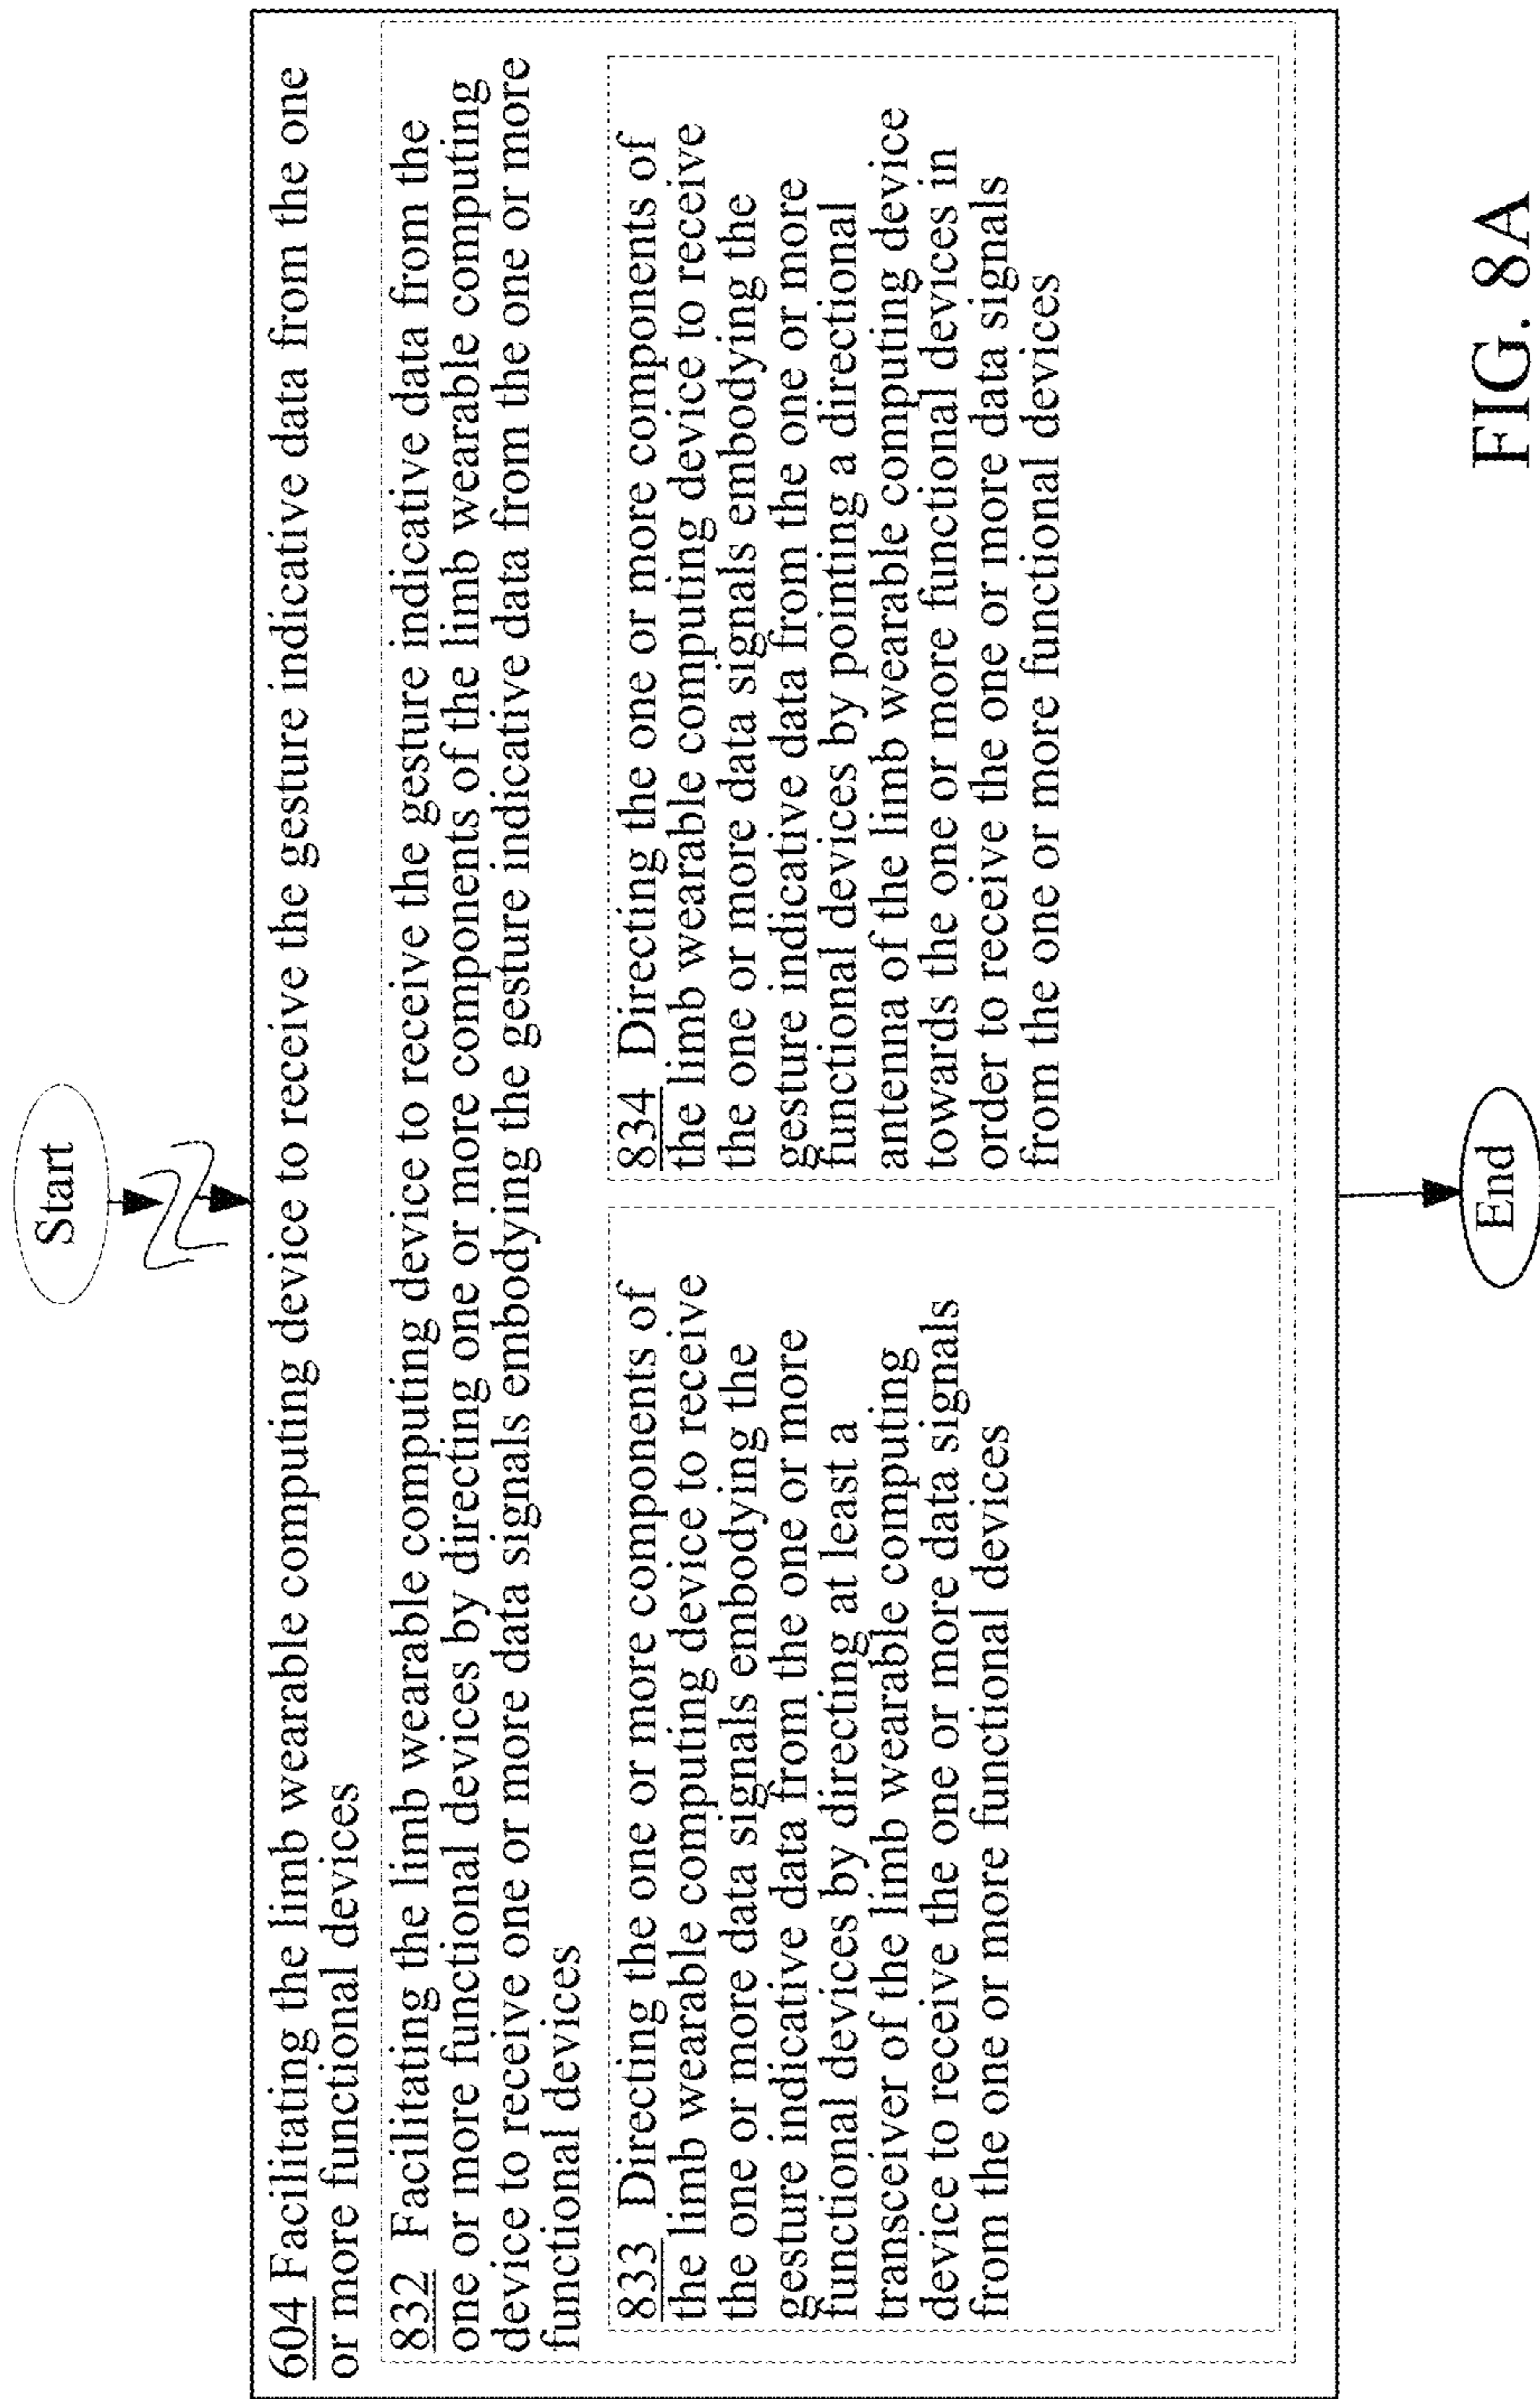 Start
604 Facilitating the limb wearable computing device to receive the gesture indicative data from the one
or more functional devices
832 Facilitating the limb wearable computing device to receive the gesture indicative data from the
one or more functional devices by directing one or more components of the limb wearable computing
device to receive one or more data signals embodying the gesture indicative data from the one or more
functional devices
833 Directing the one or more components of
the limb wearable computing device to receive
the one or more data signals embodying the
gesture indicative data from the one or more
functional devices by directing at least a
transceiver of the limb wearable computing
device to receive the one or more data signals
from the one or more functional devices
834 Directing the one or more components of
the limb wearable computing device to receive
the one or more data signals embodying the
gesture indicative data from the one or more
functional devices by pointing a directional
antenna of the limb wearable computing device
towards the one or more functional devices in
order to receive the one or more data signals
from the one or more functional devices
End
FIG. 8A